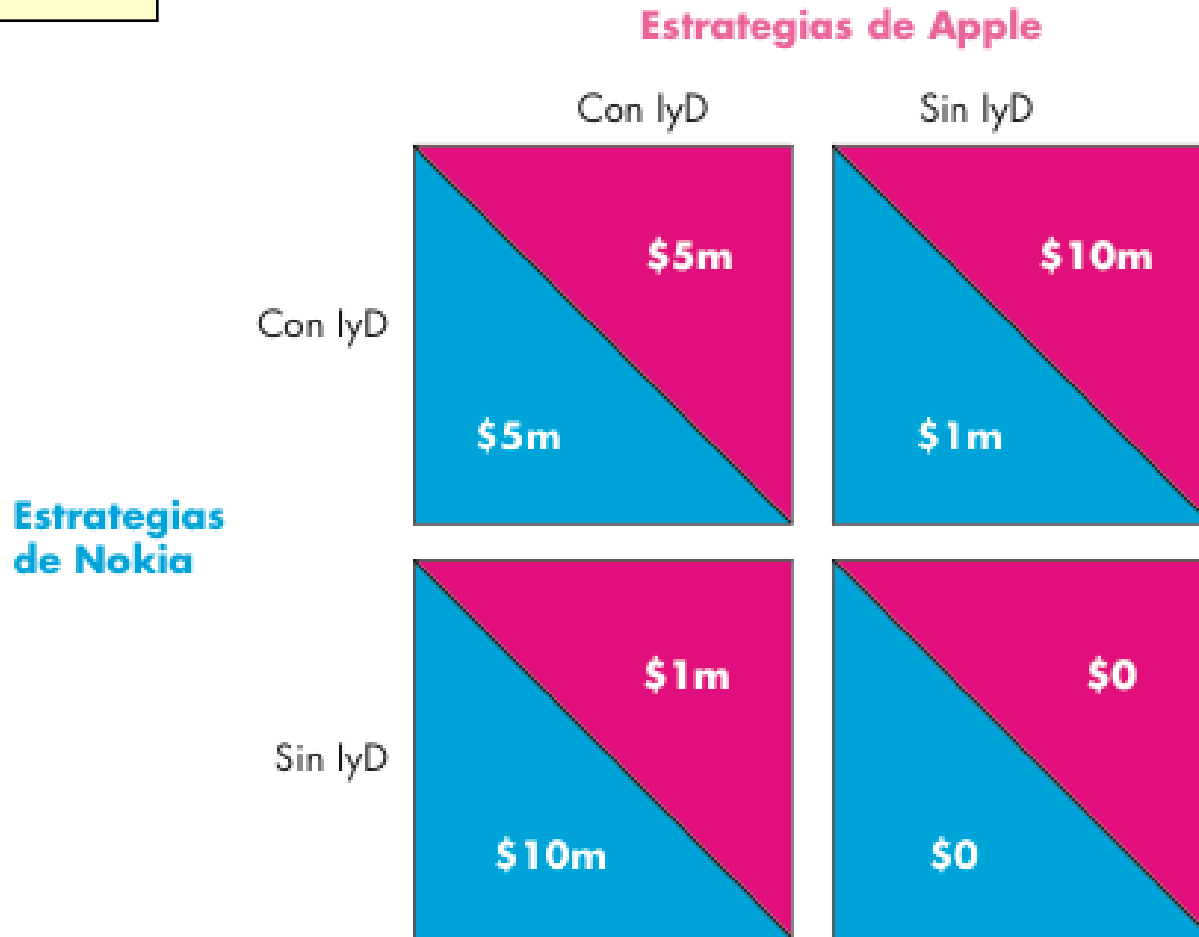 Estrategias de Apple
Con IyD
Sin IyD
$5m
$10m
Con IyD
$5m
$1m
Estrategias
de Nokia
$1m
$0
Sin IyD
$10m
$0